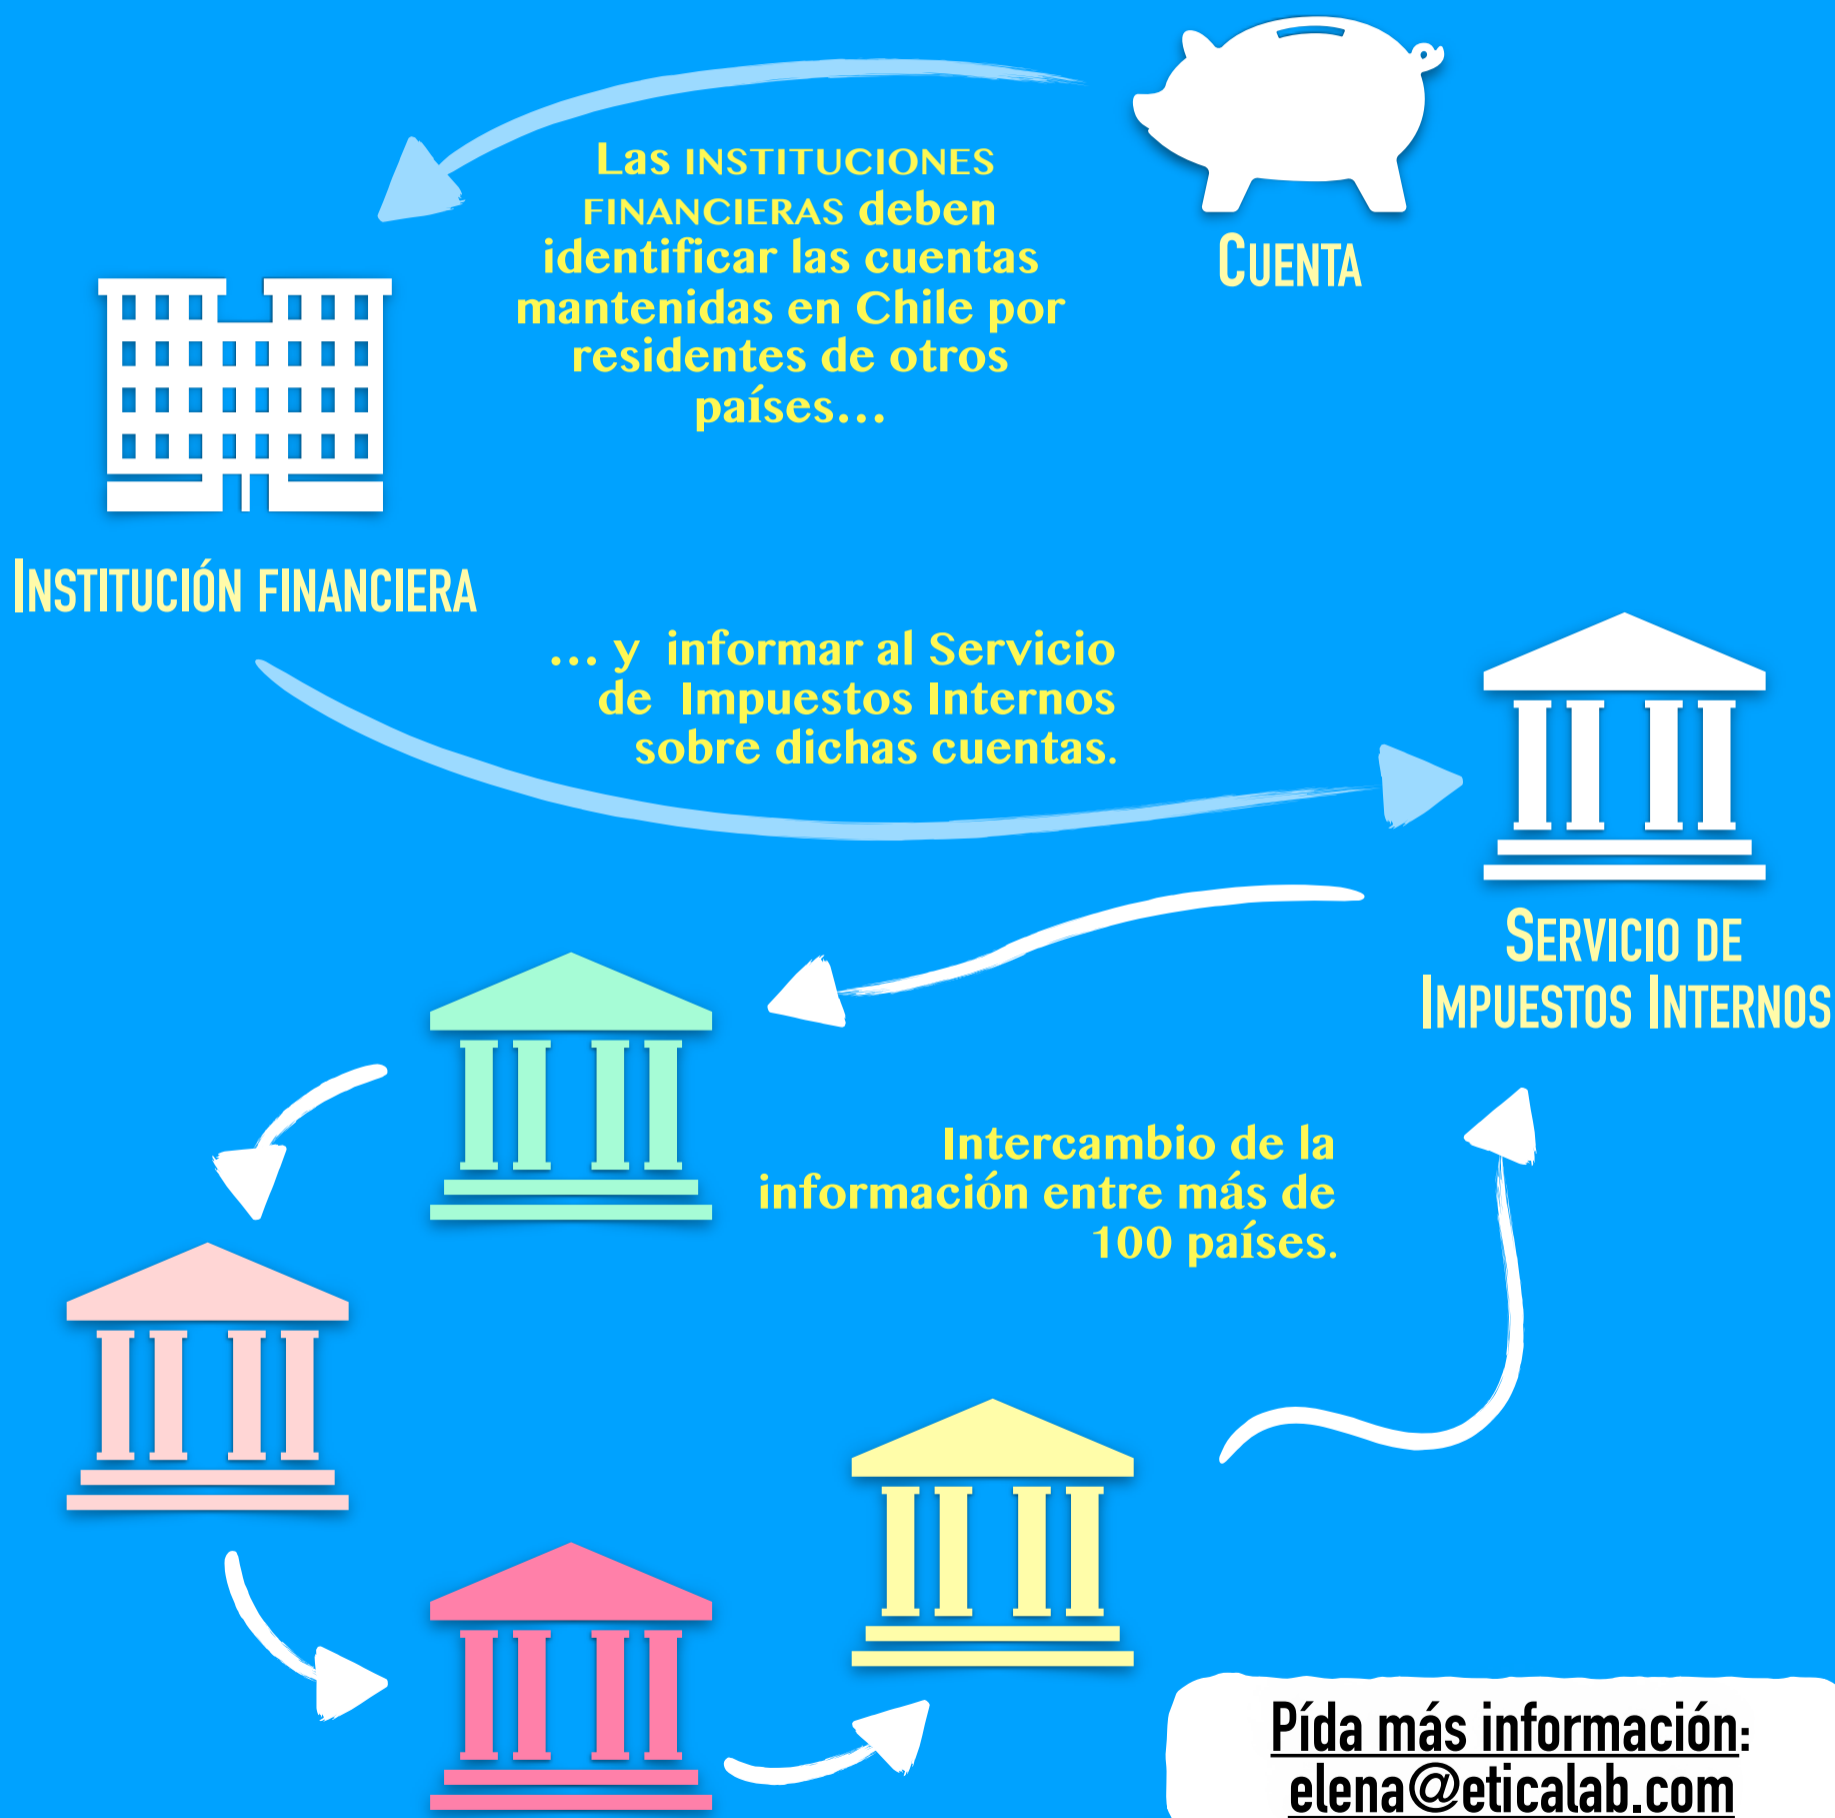 Las INSTITUCIONES
FINANCIERAS deben
identificar las cuentas
mantenidas en Chile por
residentes de otros
países...
CUENTA
INSTITUCIÓN FINANCIERA
... y informar al Servicio
de Impuestos Internos
sobre dichas cuentas.
SERVICIO DE
IMPUESTOS INTERNOS
Intercambio de la
información entre más de
100 países.
Pída más información:
elena@eticalab.com